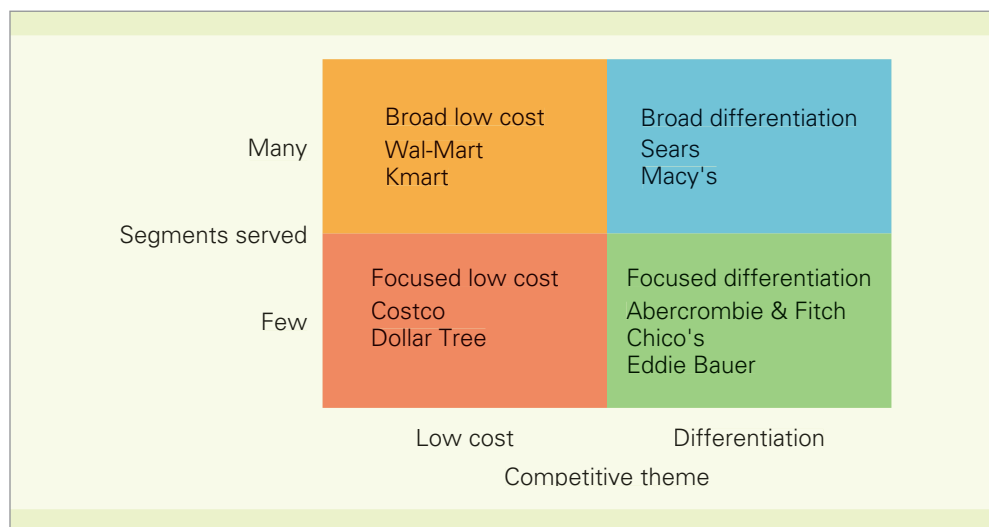 Many
Broad low cost
Wal-Mart
Kmart
Broad differentiation
Sears
Macy's
Segments served
Few
Focused low cost
Costco
Dollar Tree
Focused differentiation
Abercrombie & Fitch
Chico's
Eddie Bauer
Low cost
Differentiation
Competitive theme